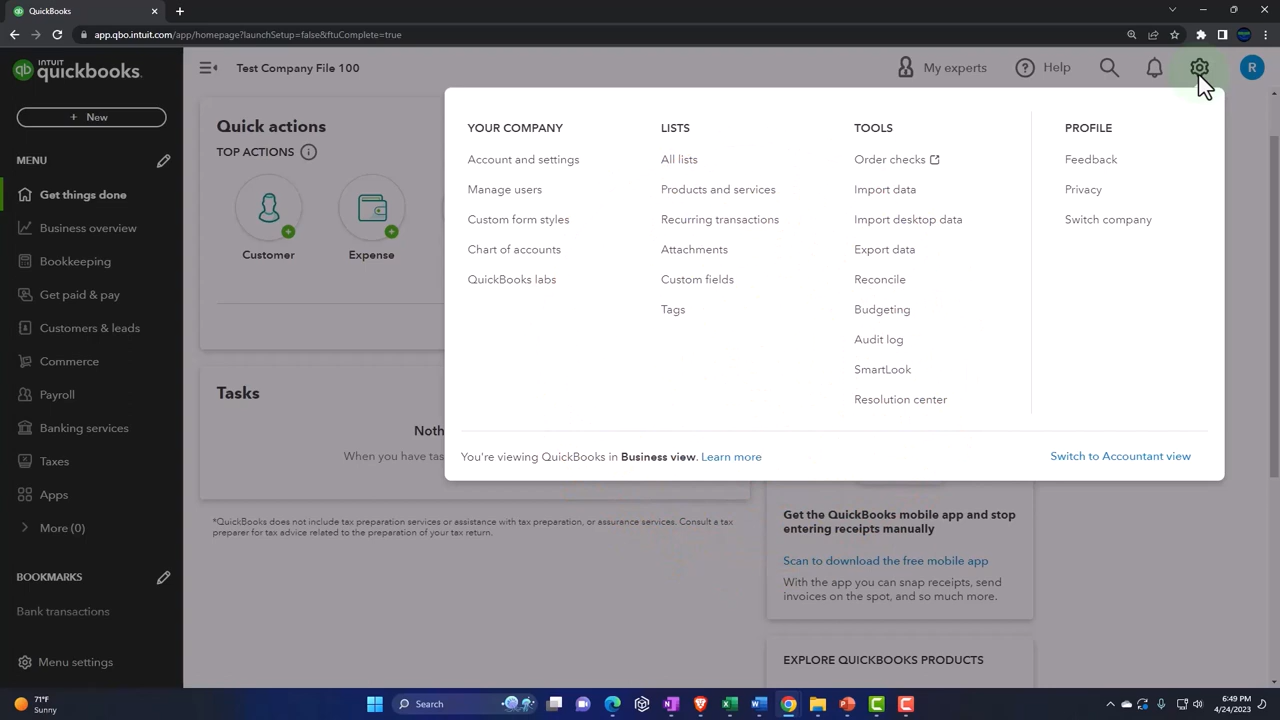 QuickBooks
app.qbo.intuit.com/app/homepage?launchSetup=false&ftuComplete=true
INTUIT
quickbooks.
Test Company File 100
My experts
Help
R
+ New
MENU
Get things done
Business overview
Bookkeeping
Get paid & pay
Customers & leads
Commerce
Payroll
Banking services
Taxes
Apps
More (0)
BOOKMARKS
Bank transactions
Menu settings
Quick actions
TOP ACTIONS
Customer
Expense
Tasks
Noth
When you have tas
*QuickBooks does not include tax preparation services or assistance with tax preparation, or assurance services. Consult a tax
preparer for tax advice related to the preparation of your tax return.
YOUR COMPANY
Account and settings
Manage users
Custom form styles
Chart of accounts
QuickBooks labs
LISTS
All lists
Products and services
Recurring transactions
Attachments
Custom fields
Tags
TOOLS
Order checks
Import data
Import desktop data
Export data
Reconcile
Budgeting
Audit log
SmartLook
Resolution center
PROFILE
Feedback
Privacy
Switch company
You're viewing QuickBooks in Business view. Learn more
Switch to Accountant view
Get the QuickBooks mobile app and stop
entering receipts manually
Scan to download the free mobile app
With the app you can snap receipts, send
invoices on the spot, and so much more.
EXPLORE QUICKBOOKS PRODUCTS
71°F
Sunny
Search
6:49 PM
4/24/2023